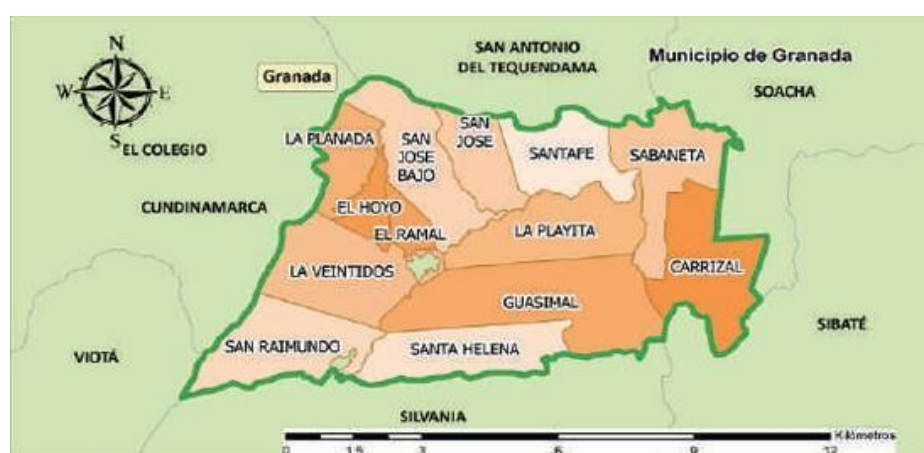 N
W
E
S
Granada
SAN ANTONIO
DEL TEQUENDAMA
Municipio de Granada
SOACHA
EL COLEGIO
LA PLANADA
SAN
JOSE
BAJO
SAN
JOSE
SANTAFE
SABANETA
CUNDINAMARCA
EL HOYO
EL RAMAL
LA PLAYITA
LA VEINTIDOS
CARRIZAL
GUASIMAL
SIBATÉ
VIOTÁ
SAN RAIMUNDO
SANTA HELENA
SILVANIA
Kilómetros
0 1.5 3 6 9 12